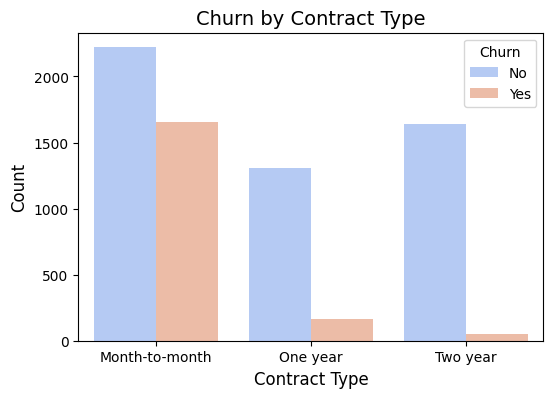 Churn by Contract Type
Churn
No
Yes
2000
1500
1000
500
0
Count
Month-to-month
One year
Two year
Contract Type